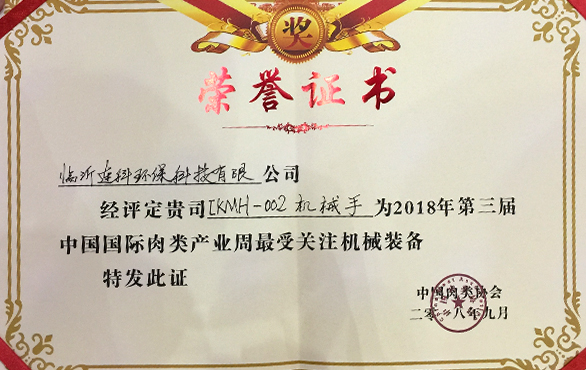 奖
荣誉证书
临沂连科环保科技有限公司
经评定贵司LKMH-002机械手为2018年第三届
中国国际肉类产业周最受关注机械装备
特发此证
中国肉类协会
二零一八年九月